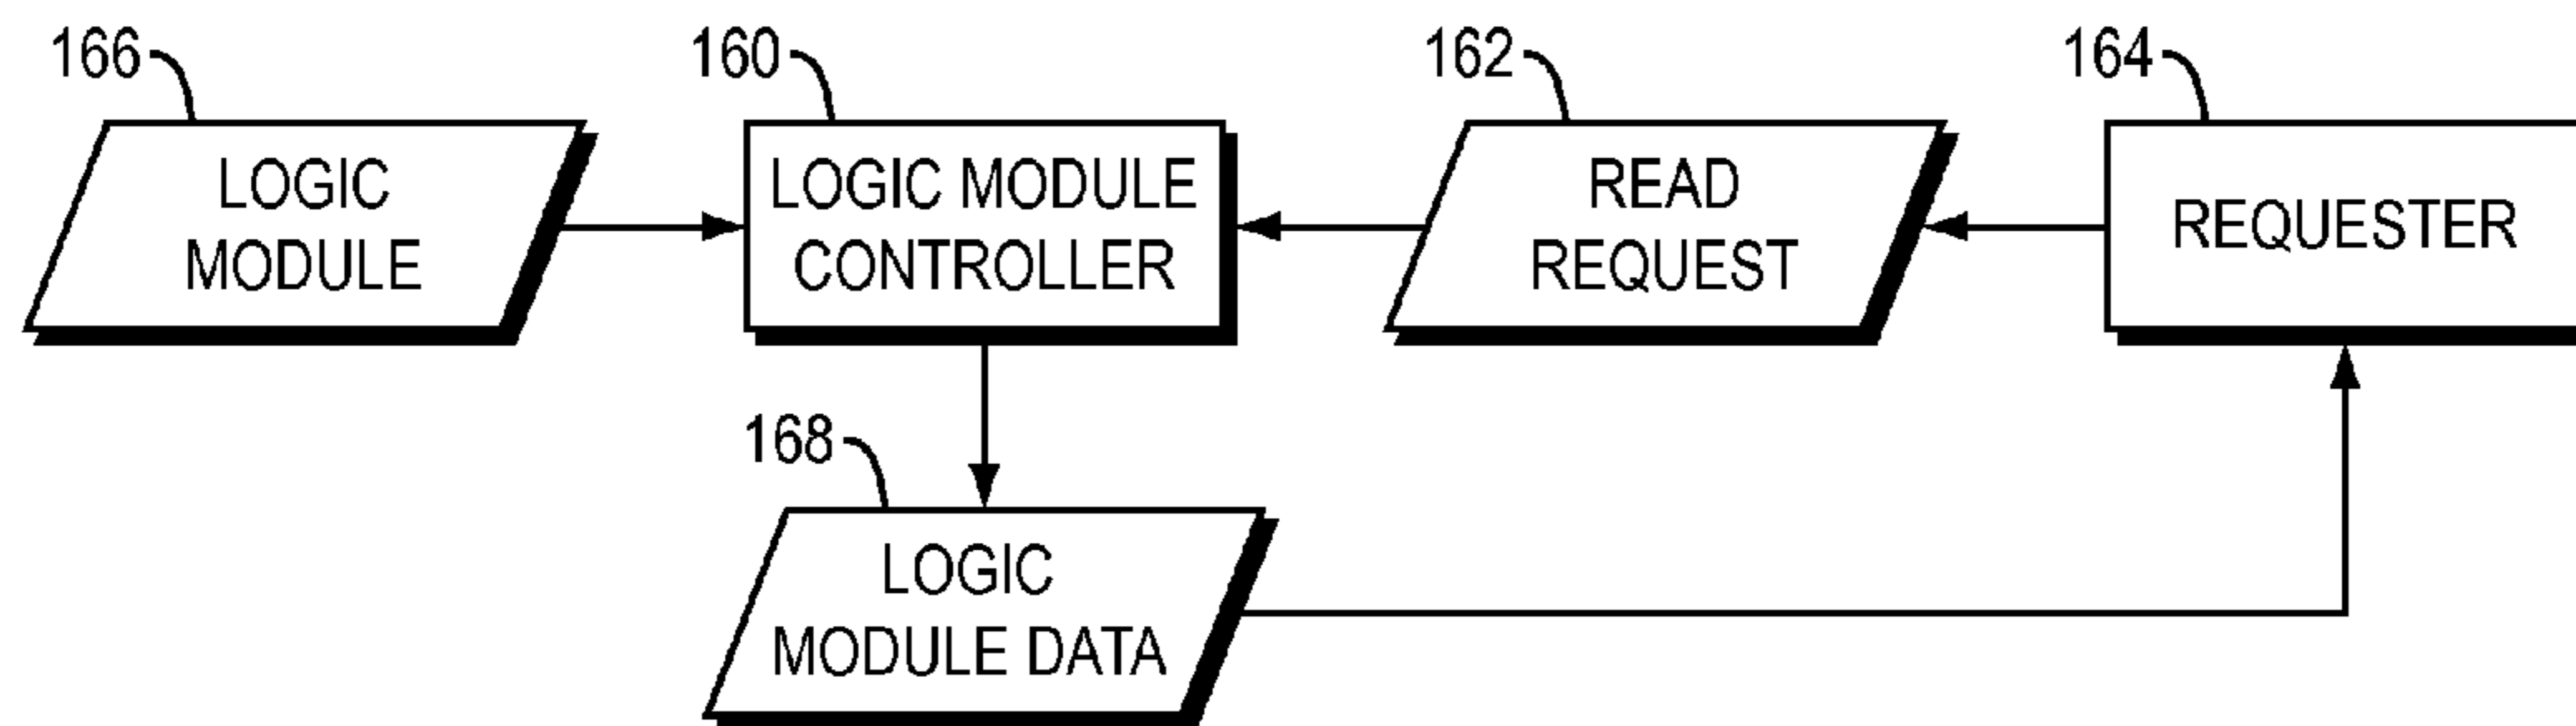 166
160
162
164
LOGIC
MODULE
LOGIC MODULE
CONTROLLER
READ
REQUEST
REQUESTER
168
LOGIC
MODULE DATA